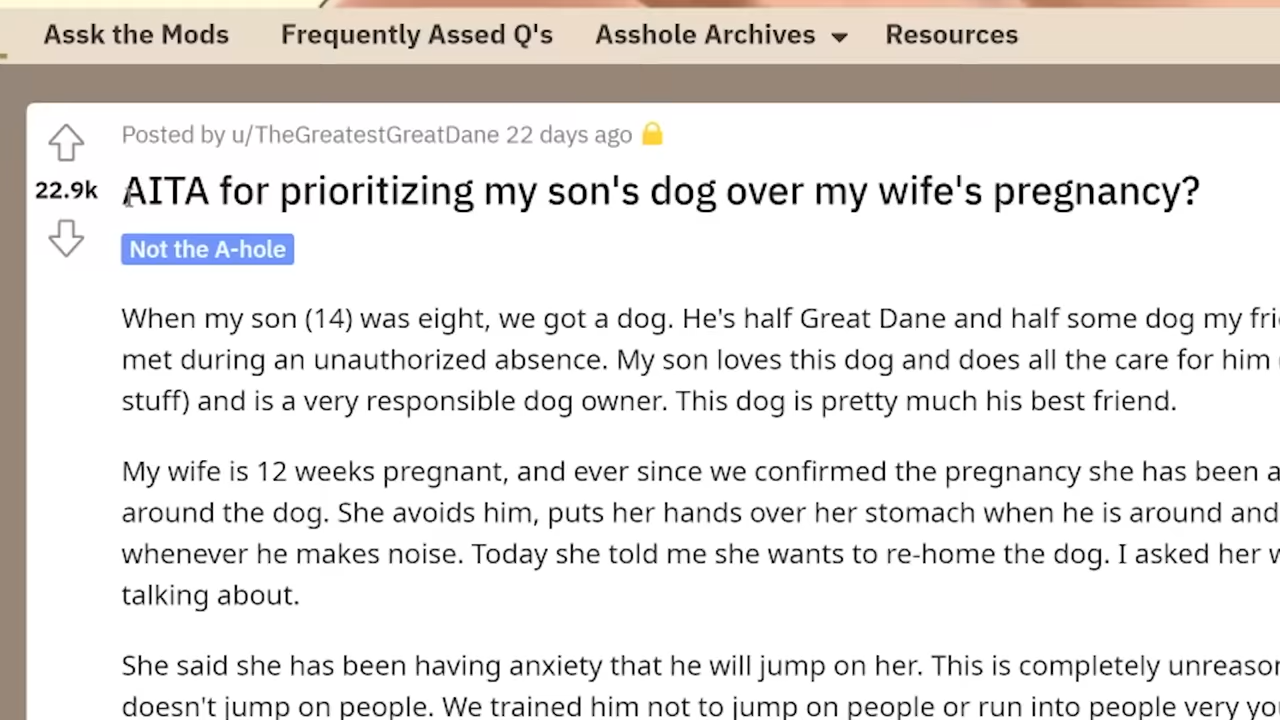 Assk the Mods Frequently Assed Q's Asshole Archives Resources
Posted by u/TheGreatestGreatDane 22 days ago
22.9k AITA for prioritizing my son's dog over my wife's pregnancy?
Not the A-hole
When my son (14) was eight, we got a dog. He's half Great Dane and half some dog my
met during an unauthorized absence. My son loves this dog and does all the care for him
stuff) and is a very responsible dog owner. This dog is pretty much his best friend.
My wife is 12 weeks pregnant, and ever since we confirmed the pregnancy she has been
around the dog. She avoids him, puts her hands over her stomach when he is around and
whenever he makes noise. Today she told me she wants to re-home the dog. I asked her
talking about.
She said she has been having anxiety that he will jump on her. This is completely
doesn't jump on people. We trained him not to jump on people or run into people very